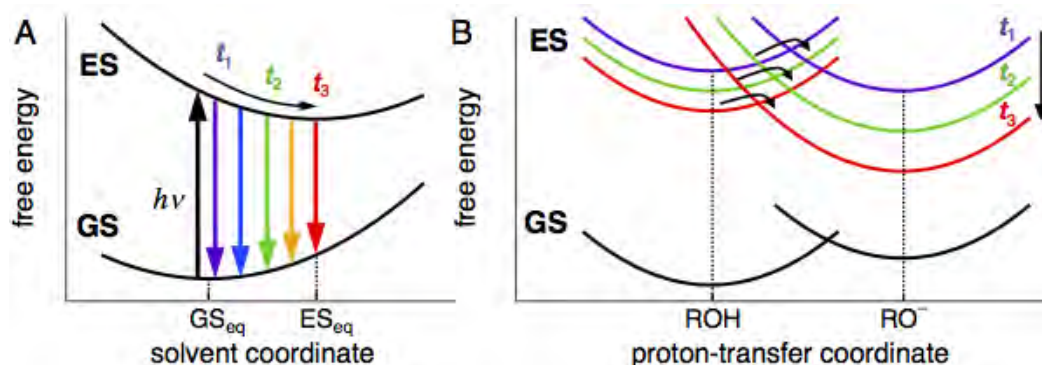 A
ES
t₁
t₂
t₃
hν
GS
free energy
GSeq
ESeq
solvent coordinate
B
ES
t₁
t₂
t₃
GS
free energy
ROH
RO⁻
proton-transfer coordinate